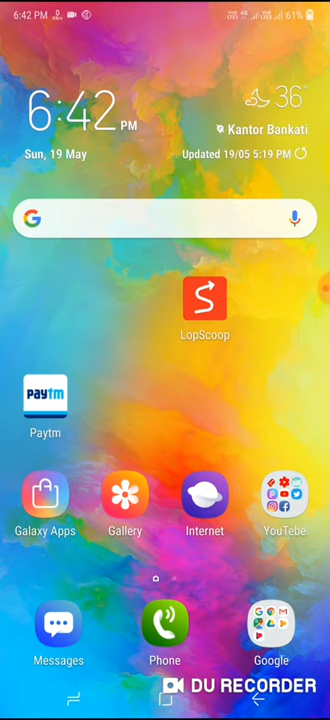 6:42 PM
61%
6:42 PM
36°
Kantor Bankati
Sun, 19 May
Updated 19/05 5:19 PM
LopScoop
paytm
Paytm
Galaxy Apps
Gallery
Internet
YouTebe
Messages
Phone
Google
DU RECORDER